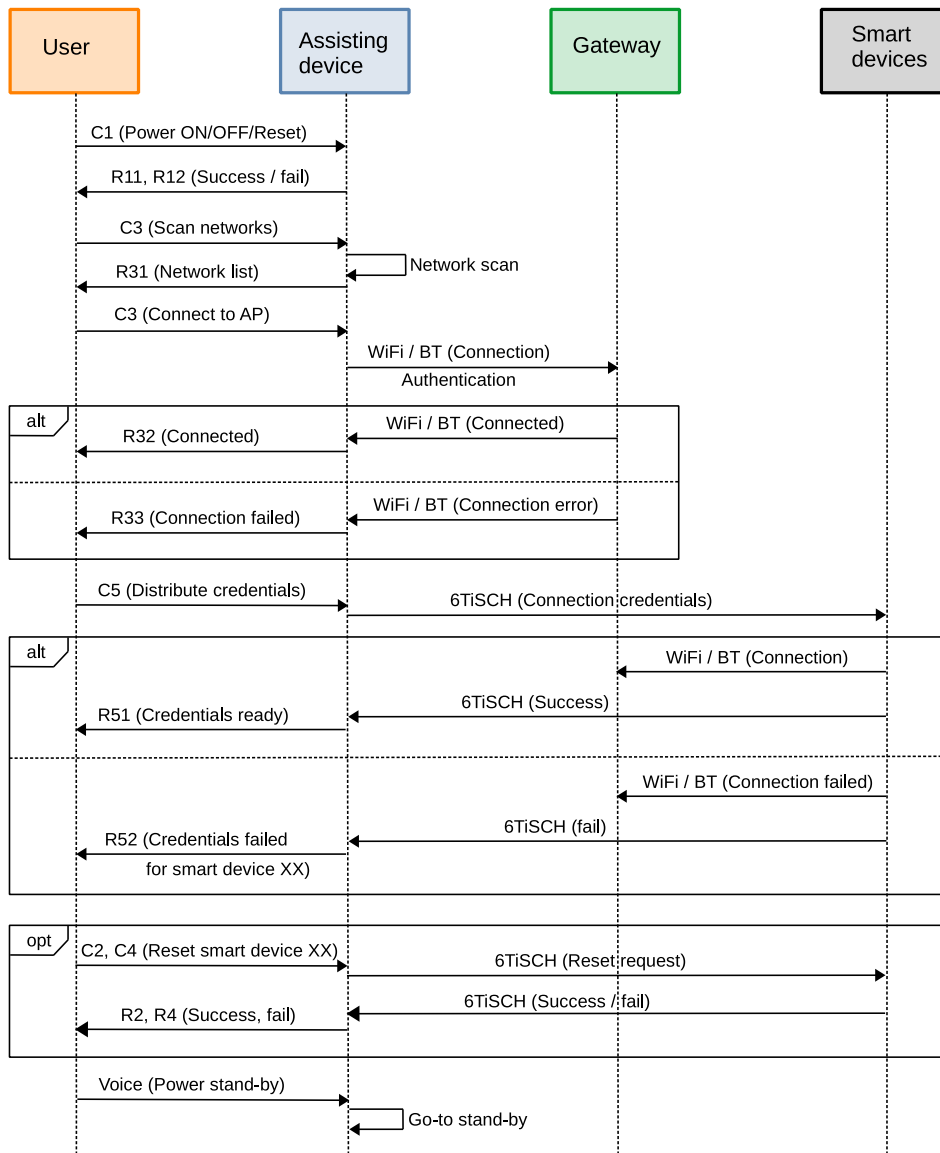 User
Assisting
device
Gateway
Smart
devices
C1 (Power ON/OFF/Reset)
R11, R12 (Success / fail)
C3 (Scan networks)
Network scan
R31 (Network list)
C3 (Connect to AP)
WiFi / BT (Connection)
Authentication
alt
WiFi / BT (Connected)
R32 (Connected)
WiFi / BT (Connection error)
R33 (Connection failed)
C5 (Distribute credentials)
6TiSCH (Connection credentials)
alt
WiFi / BT (Connection)
6TiSCH (Success)
R51 (Credentials ready)
WiFi / BT (Connection failed)
6TiSCH (fail)
R52 (Credentials failed
for smart device XX)
opt
C2, C4 (Reset smart device XX)
6TiSCH (Reset request)
6TiSCH (Success / fail)
R2, R4 (Success, fail)
Voice (Power stand-by)
Go-to stand-by